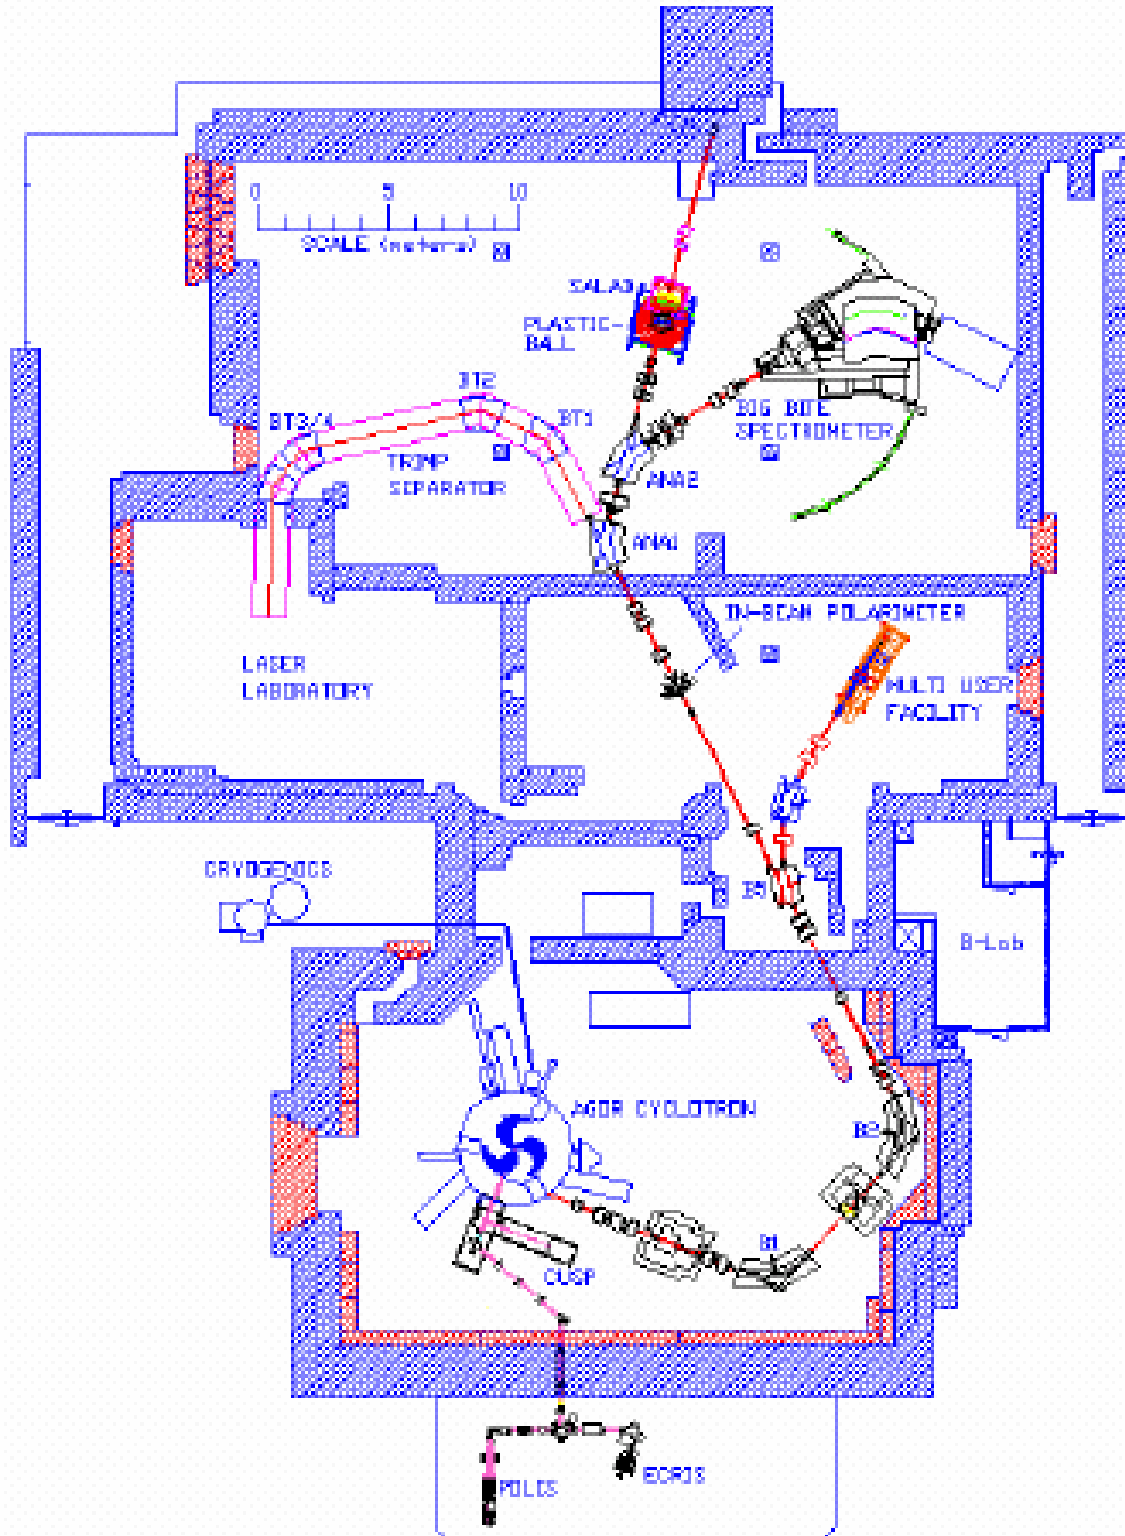 0 5 10
SCALE (meters)
SALAD
PLASTIC-
BALL
BT2
BT3/4
BT1
BIG BITE
SPECTROMETER
TRIMP
SEPARATOR
ANA2
ANA1
IN-BEAM POLARIMETER
LASER
LABORATORY
MULTI USER
FACILITY
CRYOGENICS
B-Lab
AGOR CYCLOTRON
B2
B1
CUSP
POLIS
ECRIS